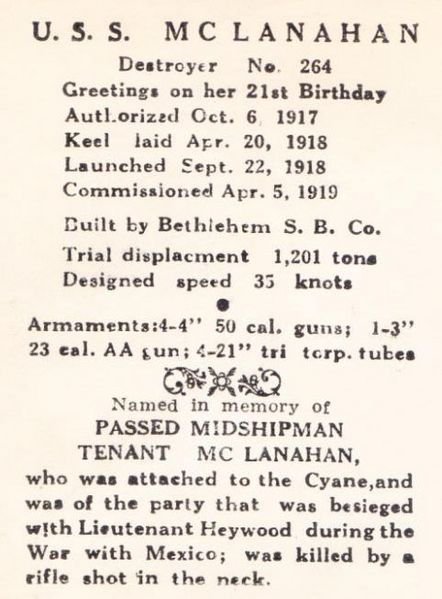 U. S. S. MC LANAHAN
Destroyer No. 264
Greetings on her 21st Birthday
Authorized Oct. 6, 1917
Keel laid Apr. 20, 1918
Launched Sept. 22, 1918
Commissioned Apr. 5, 1919
Built by Bethlehem S. B. Co.
Trial displacment 1,201 tons
Designed speed 35 knots
Armaments:4-4” 50 cal. guns; 1-3”
23 cal. AA gun; 4-21” tri torp. tubes
Named in memory of
PASSED MIDSHIPMAN
TENANT MC LANAHAN,
who was attached to the Cyane,and
was of the party that was besieged
with Lieutenant Heywood during the
War with Mexico; was killed by a
rifle shot in the neck.